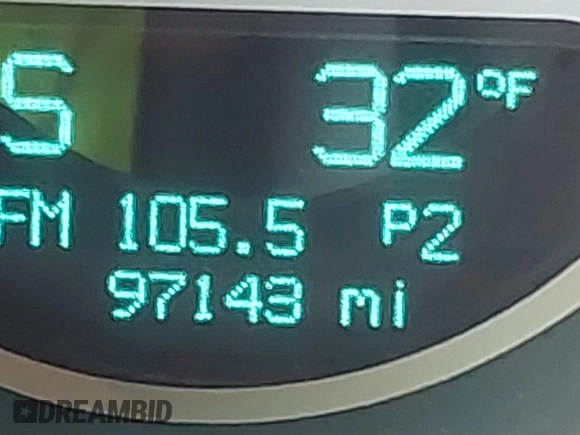 S 32°F
FM 105.5 P2
97143 mi
DREAMBID